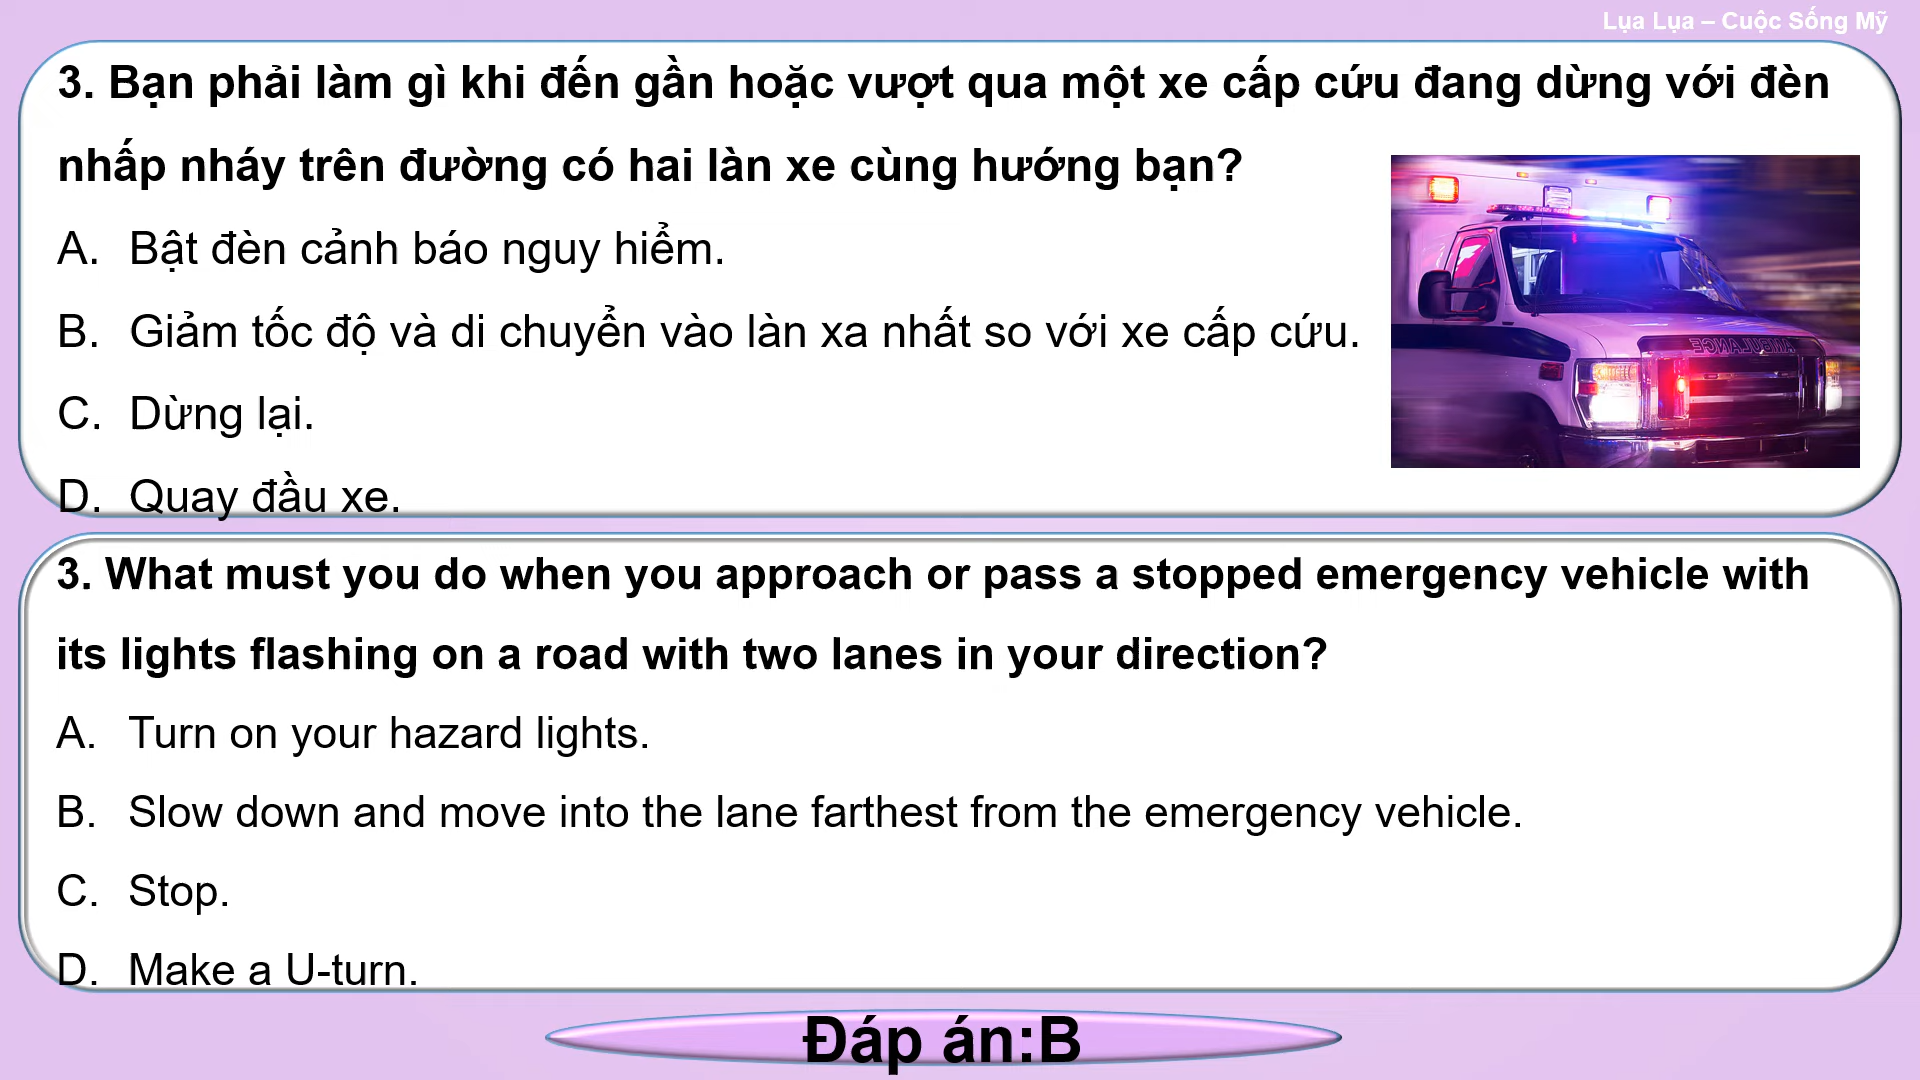 Lụa Lụa – Cuộc Sống Mỹ
3. Bạn phải làm gì khi đến gần hoặc vượt qua một xe cấp cứu đang dừng với đèn
nhấp nháy trên đường có hai làn xe cùng hướng bạn?
A. Bật đèn cảnh báo nguy hiểm.
B. Giảm tốc độ và di chuyển vào làn xa nhất so với xe cấp cứu.
C. Dừng lại.
D. Quay đầu xe.
AMBULANCE
3. What must you do when you approach or pass a stopped emergency vehicle with
its lights flashing on a road with two lanes in your direction?
A. Turn on your hazard lights.
B. Slow down and move into the lane farthest from the emergency vehicle.
C. Stop.
D. Make a U-turn.
Đáp án:B